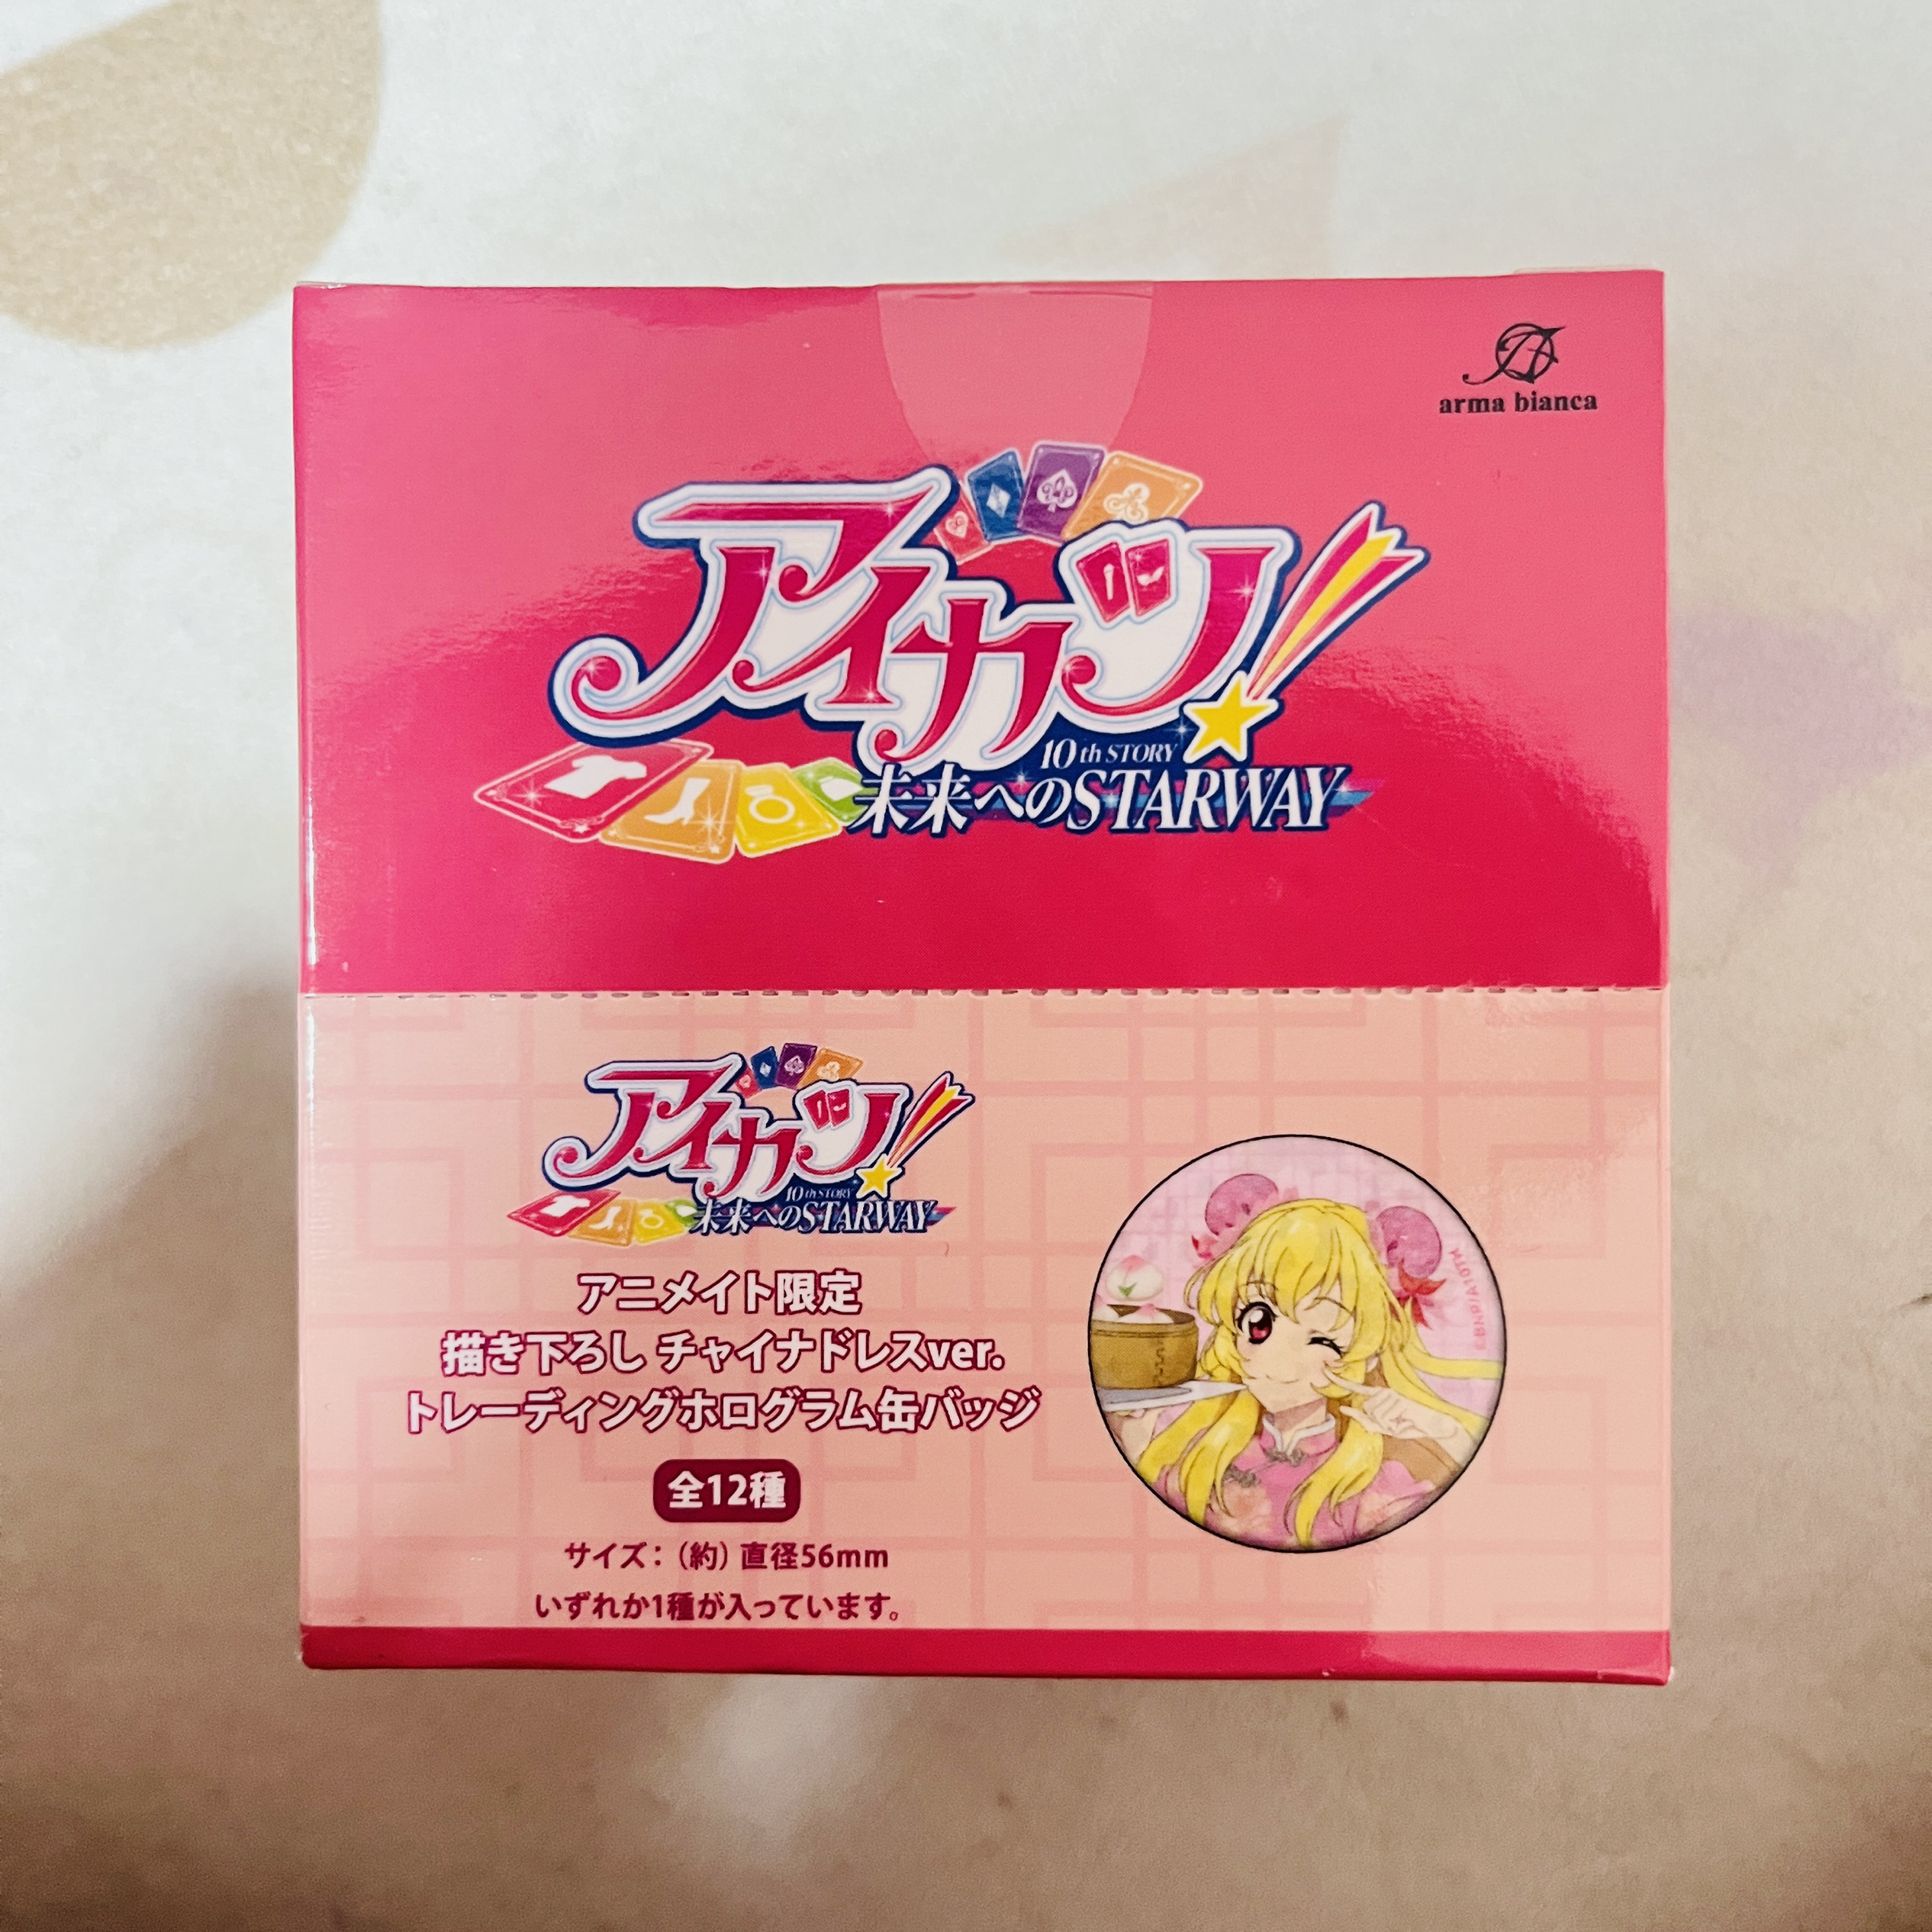 arma bianca
アイカツ!
10th STORY
未来へのSTARWAY
アイカツ!
10th STORY
未来へのSTARWAY
アニメイト限定
描き下ろし チャイナドレスver.
トレーディングホログラム缶バッジ
全12種
サイズ：（約）直径56mm
いずれか1種が入っています。